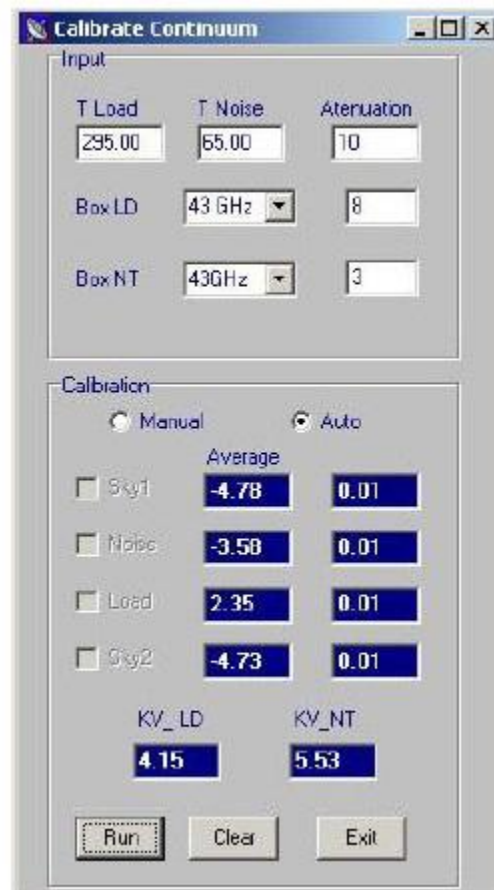 Calibrate Continuum
Input
T Load T Noise Atenuation
295.00 65.00 10
Box LD 43 GHz 8
Box NT 43GHz 3
Calibration
Manual Auto
Average
Sky1 -4.78 0.01
Noise -3.58 0.01
Load 2.35 0.01
Sky2 -4.73 0.01
KV_LD KV_NT
4.15 5.53
Run Clear Exit